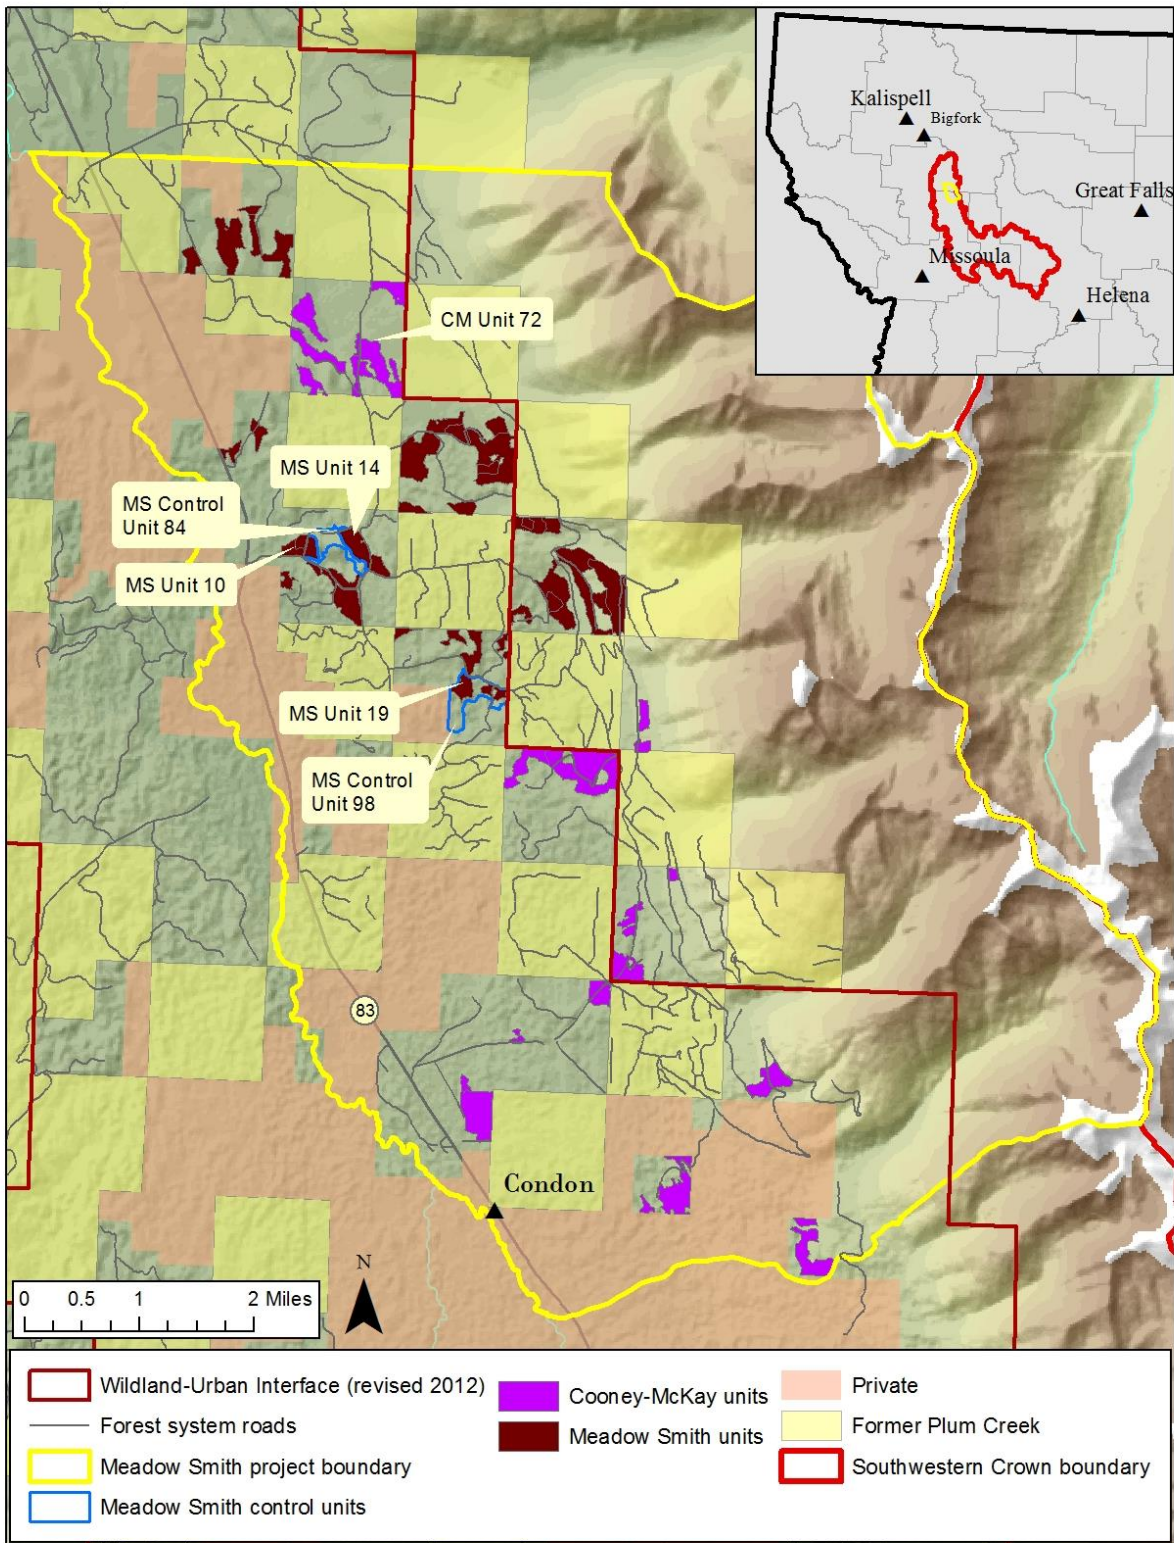 Kalispell
Bigfork
Great Falls
Missoula
Helena
CM Unit 72
MS Unit 14
MS Control
Unit 84
MS Unit 10
MS Unit 19
MS Control
Unit 98
83
Condon
N
0 0.5 1 2 Miles
Wildland-Urban Interface (revised 2012)
Forest system roads
Meadow Smith project boundary
Meadow Smith control units
Cooney-McKay units
Meadow Smith units
Private
Former Plum Creek
Southwestern Crown boundary